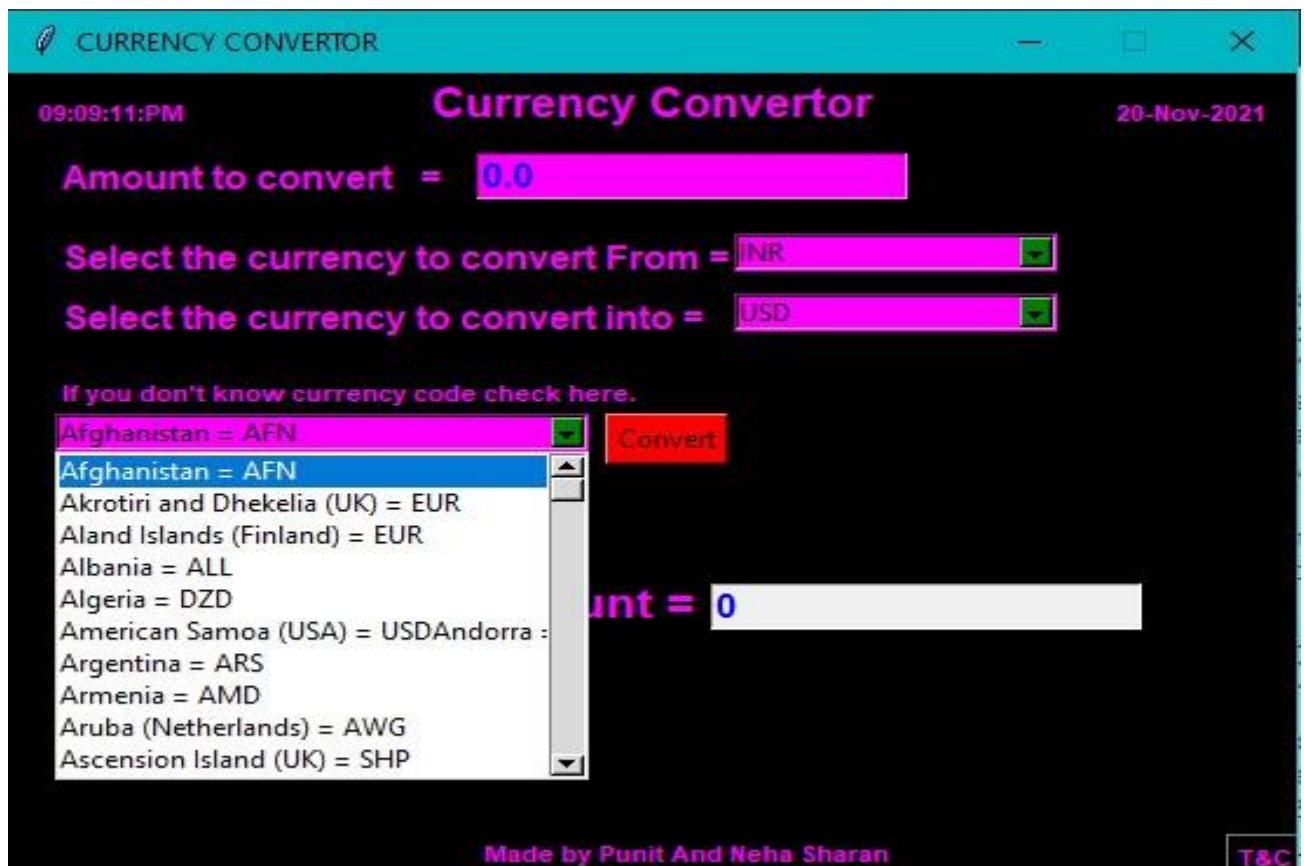 CURRENCY CONVERTOR
09:09:11:PM
Currency Convertor
20-Nov-2021
Amount to convert = 0.0
Select the currency to convert From = INR
Select the currency to convert into = USD
If you don't know currency code check here.
Afghanistan = AFN
Convert
Afghanistan = AFN
Akrotiri and Dhekelia (UK) = EUR
Aland Islands (Finland) = EUR
Albania = ALL
Algeria = DZD
American Samoa (USA) = USDAndorra =
Argentina = ARS
Armenia = AMD
Aruba (Netherlands) = AWG
Ascension Island (UK) = SHP
= 0
Made by Punit And Neha Sharan
T&C